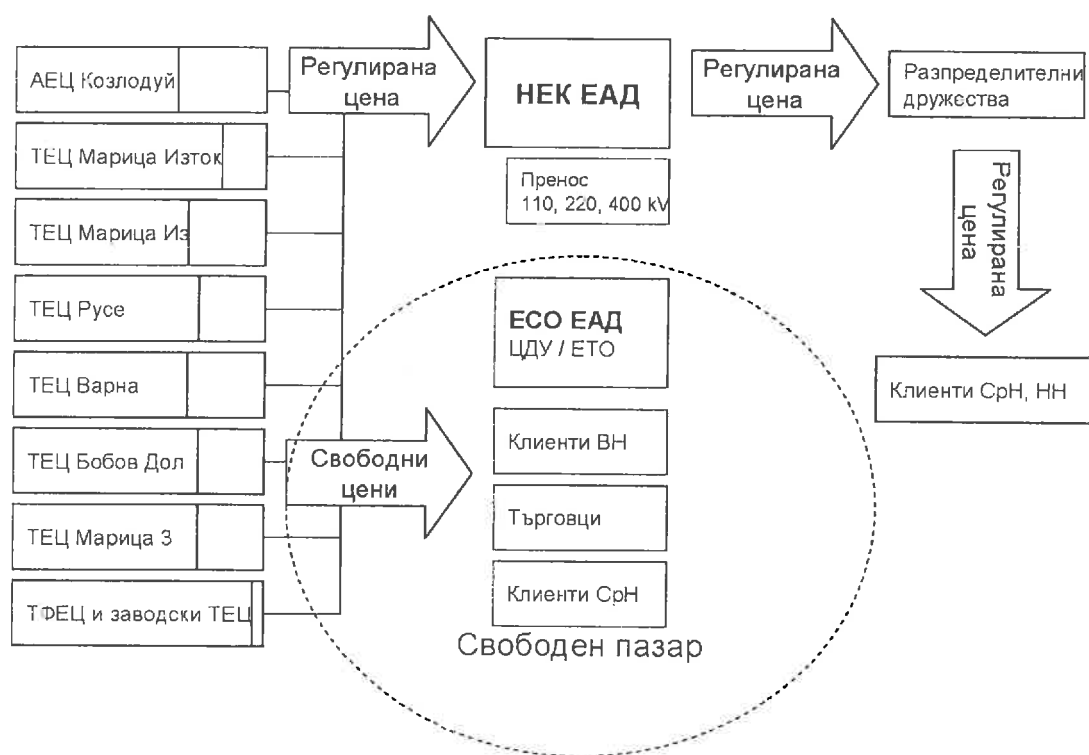 АЕЦ Козлодуй
ТЕЦ Марица Изток
ТЕЦ Марица Из
ТЕЦ Русе
ТЕЦ Варна
ТЕЦ Бобов Дол
ТЕЦ Марица 3
ТФЕЦ и заводски ТЕЦ
Регулирана
цена
НЕК ЕАД
Пренос
110, 220, 400 kV
Регулирана
цена
Разпределителни
дружества
Регулирана
цена
Клиенти СрН, НН
ЕСО ЕАД
ЦДУ / ЕТО
Свободни
цени
Клиенти ВН
Търговци
Клиенти СрН
Свободен пазар